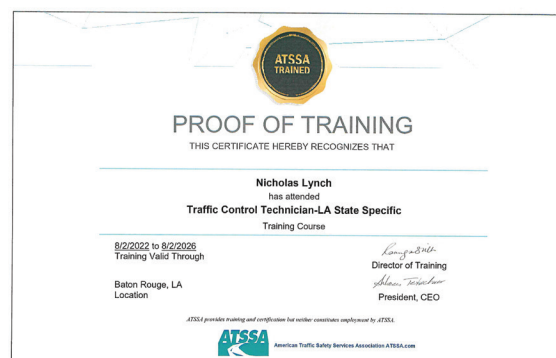 ATSSA
TRAINED
PROOF OF TRAINING
THIS CERTIFICATE HEREBY RECOGNIZES THAT
Nicholas Lynch
has attended
Traffic Control Technician-LA State Specific
Training Course
8/2/2022 to 8/2/2026
Training Valid Through
Director of Training
Baton Rouge, LA
Location
President, CEO
ATSSA provides training and certification but neither constitutes employment by ATSSA.
ATSSA
American Traffic Safety Services Association ATSSA.com